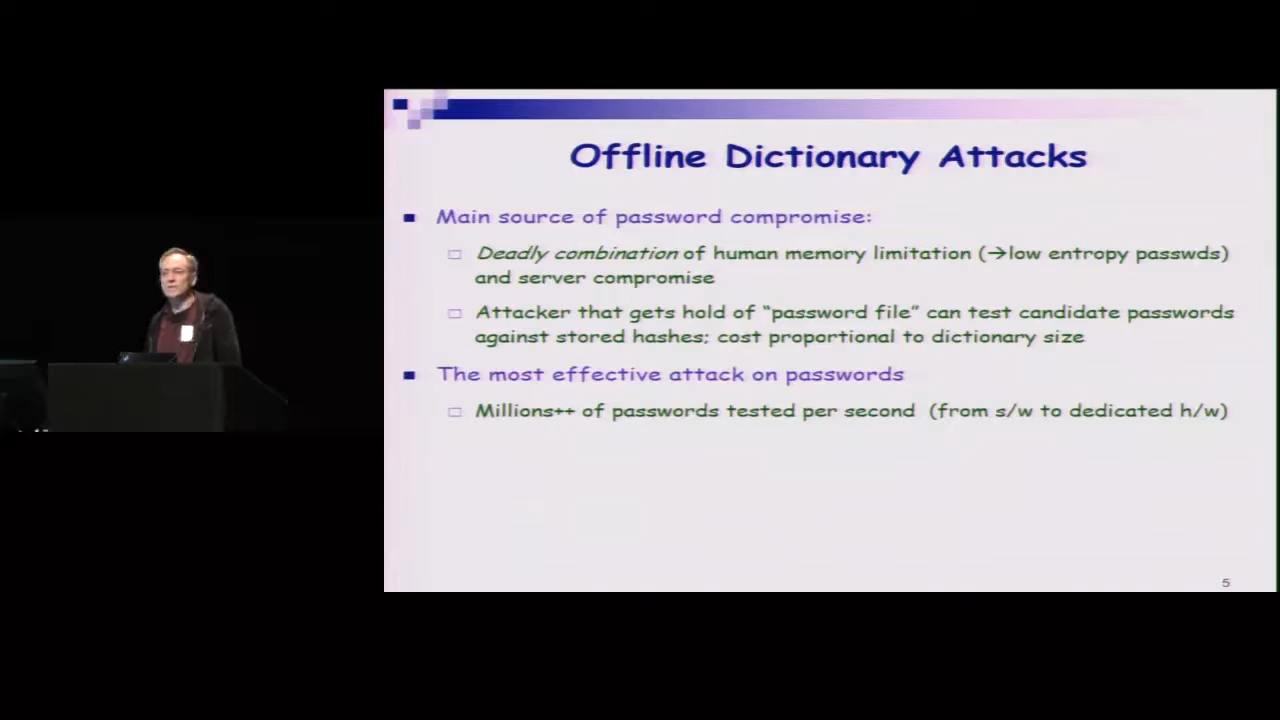 Offline Dictionary Attacks
Main source of password compromise:
Deadly combination of human memory limitation (→low entropy passwds)
and server compromise
Attacker that gets hold of “password file” can test candidate passwords
against stored hashes; cost proportional to dictionary size
The most effective attack on passwords
Millions++ of passwords tested per second (from s/w to dedicated h/w)
5